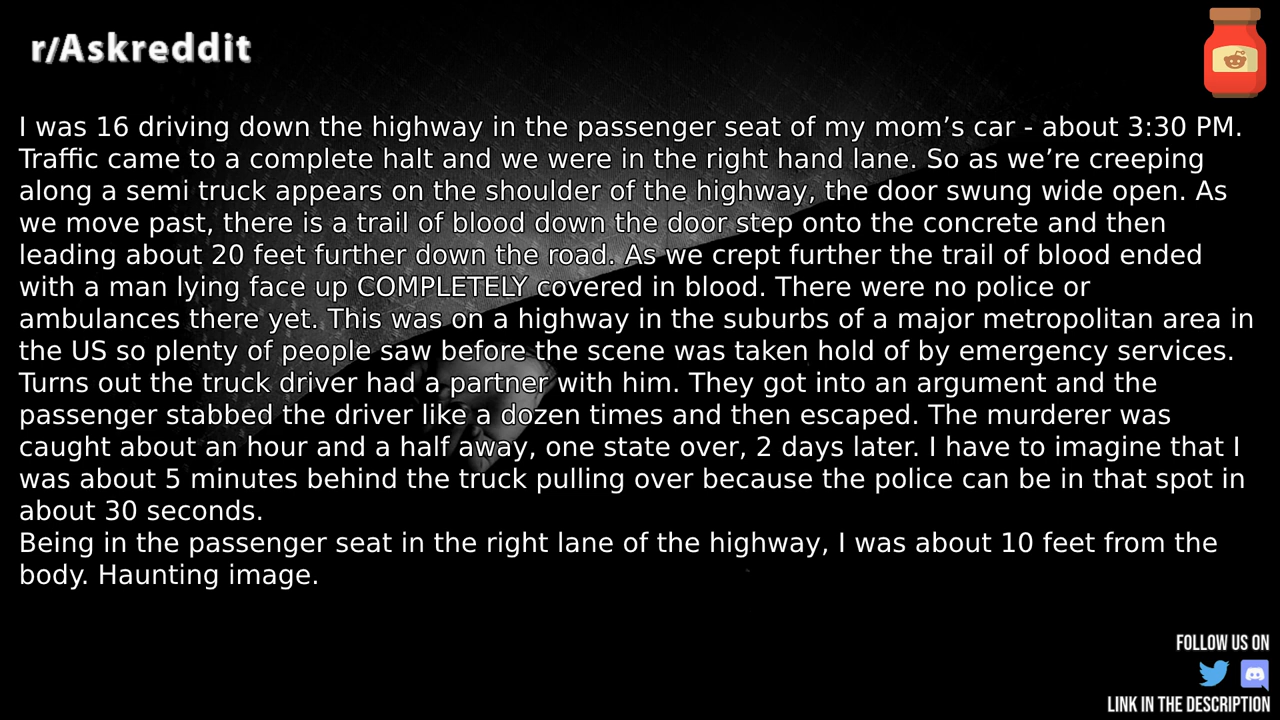 r/Askreddit
I was 16 driving down the highway in the passenger seat of my mom’s car - about 3:30 PM.
Traffic came to a complete halt and we were in the right hand lane. So as we’re creeping
along a semi truck appears on the shoulder of the highway, the door swung wide open. As
we move past, there is a trail of blood down the door step onto the concrete and then
leading about 20 feet further down the road. As we crept further the trail of blood ended
with a man lying face up COMPLETELY covered in blood. There were no police or
ambulances there yet. This was on a highway in the suburbs of a major metropolitan area in
the US so plenty of people saw before the scene was taken hold of by emergency services.
Turns out the truck driver had a partner with him. They got into an argument and the
passenger stabbed the driver like a dozen times and then escaped. The murderer was
caught about an hour and a half away, one state over, 2 days later. I have to imagine that I
was about 5 minutes behind the truck pulling over because the police can be in that spot in
about 30 seconds.
Being in the passenger seat in the right lane of the highway, I was about 10 feet from the
body. Haunting image.
FOLLOW US ON
LINK IN THE DESCRIPTION